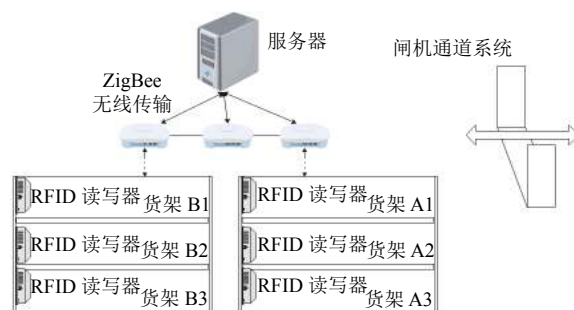 服务器
闸机通道系统
ZigBee
无线传输
RFID 读写器 货架 B1
RFID 读写器 货架 A1
RFID 读写器 货架 B2
RFID 读写器 货架 A2
RFID 读写器 货架 B3
RFID 读写器 货架 A3